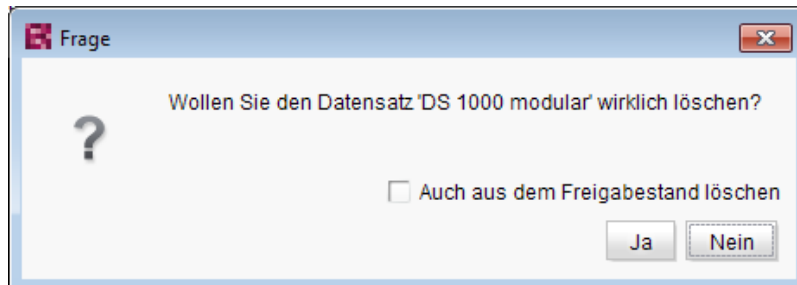 Frage
Wollen Sie den Datensatz 'DS 1000 modular' wirklich löschen?
?
Auch aus dem Freigabestand löschen
Ja Nein